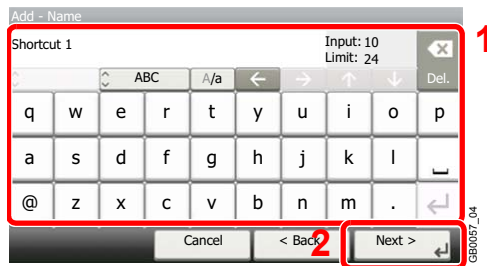 Add - Name
Shortcut 1
Input: 10
Limit: 24
1
ABC A/a ← → ↑ ↓ Del.
q w e r t y u i o p
a s d f g h j k l
@ z x c v b n m .
Cancel < Back 2 Next >
GB0057_04